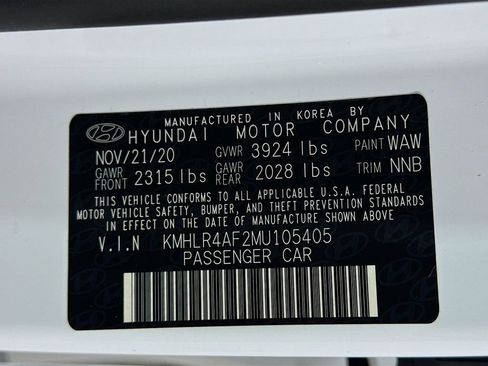 MANUFACTURED IN KOREA BY
HYUNDAI MOTOR COMPANY
NOV/21/20 GVWR 3924 lbs PAINT WAW
GAWR FRONT 2315 lbs GAWR REAR 2028 lbs TRIM NNB
THIS VEHICLE CONFORMS TO ALL APPLICABLE U.S.A. FEDERAL
MOTOR VEHICLE SAFETY, BUMPER, AND THEFT PREVENTION STANDARDS
IN EFFECT ON THE DATE OF MANUFACTURE SHOWN ABOVE.
V.I.N KMHLR4AF2MU105405
PASSENGER CAR